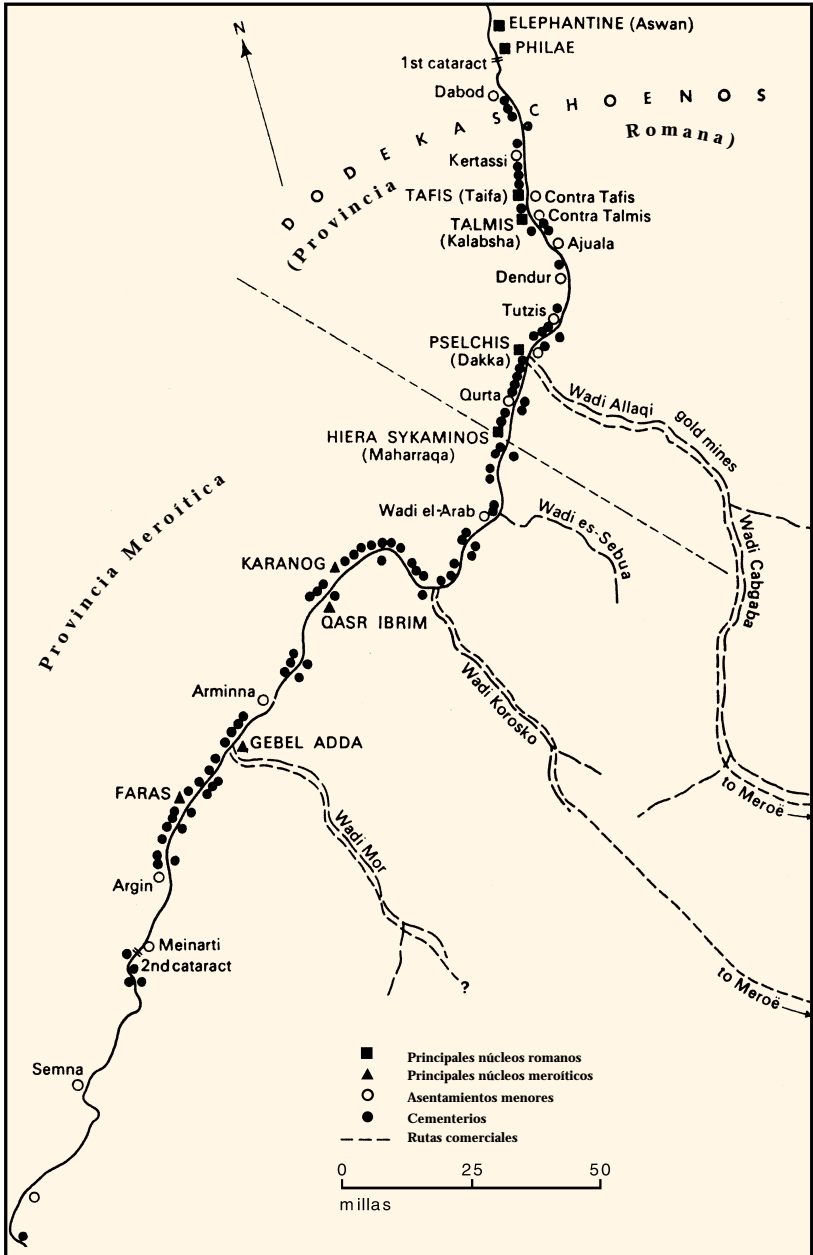 N
ELEPHANTINE (Aswan)
PHILAE
1st cataract
Dabod
DODEKASCHOENOS
(Provincia Romana)
Kertassi
TAFIS (Taifa)
Contra Tafis
Contra Talmis
TALMIS
(Kalabsha)
Ajuala
Dendur
Tutzis
PSELCHIS
(Dakka)
Qurta
Wadi Allaqi
gold mines
HIERA SYKAMINOS
(Maharraqa)
Provincia Meroítica
Wadi el-Arab
Wadi es-Sebua
Wadi Cabgaba
KARANOG
QASR IBRIM
Wadi Korosko
Arminna
GEBEL ADDA
FARAS
to Meroë
Wadi Mor
Argin
Meinarti
2nd cataract
?
to Meroë
Semna
Principales núcleos romanos
Principales núcleos meroíticos
Asentamientos menores
Cementerios
Rutas comerciales
0 25 50
millas